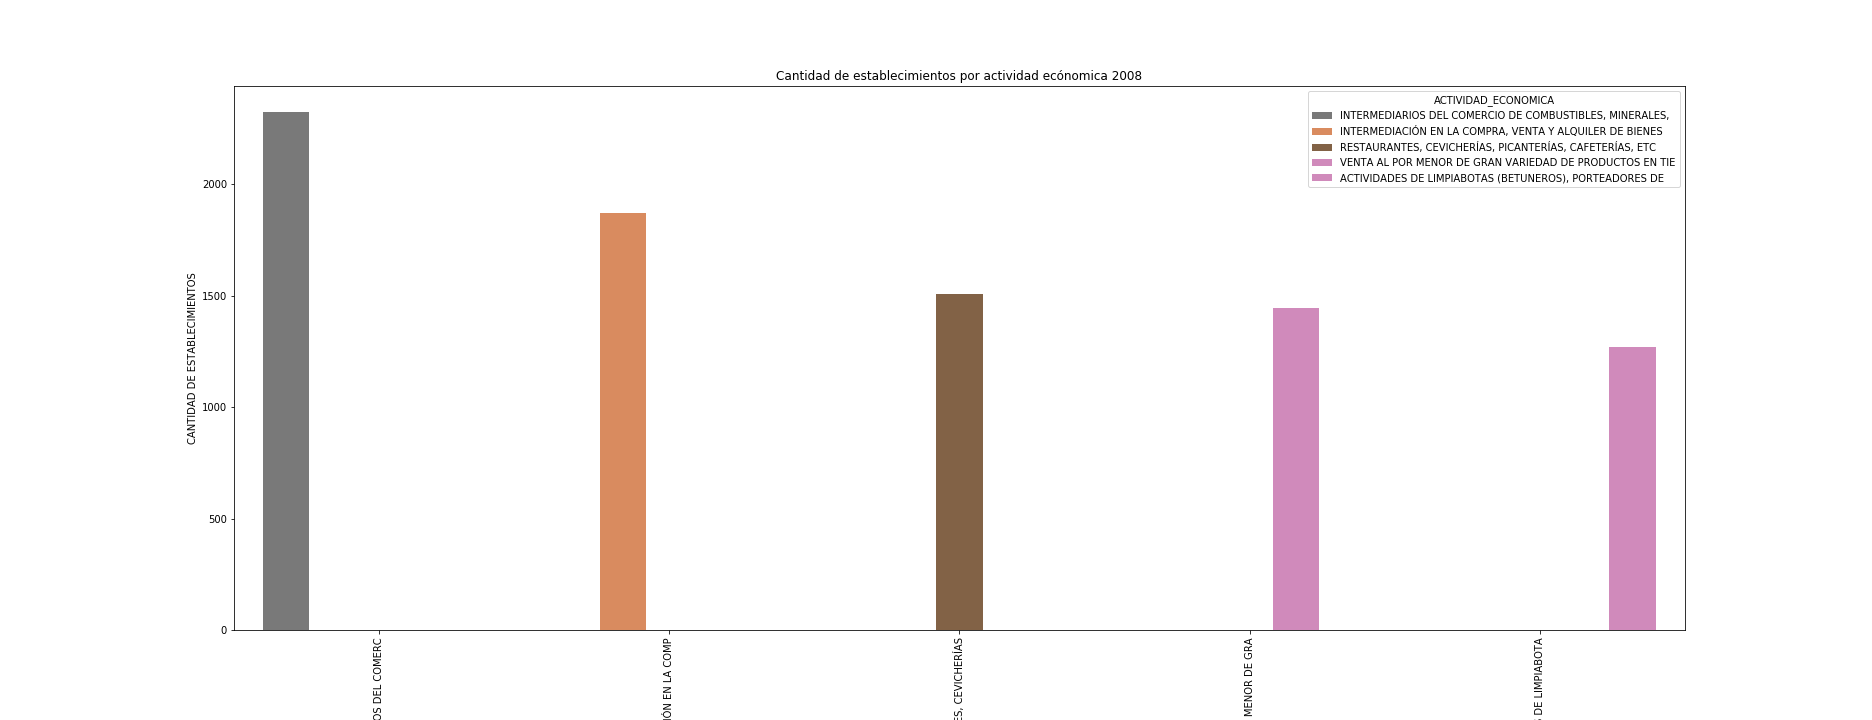 Cantidad de establecimientos por actividad ecónomica 2008
ACTIVIDAD_ECONOMICA
INTERMEDIARIOS DEL COMERCIO DE COMBUSTIBLES, MINERALES,
INTERMEDIACIÓN EN LA COMPRA, VENTA Y ALQUILER DE BIENES
RESTAURANTES, CEVICHERÍAS, PICANTERÍAS, CAFETERÍAS, ETC
VENTA AL POR MENOR DE GRAN VARIEDAD DE PRODUCTOS EN TIE
ACTIVIDADES DE LIMPIABOTAS (BETUNEROS), PORTEADORES DE
CANTIDAD DE ESTABLECIMIENTOS
2000
1500
1000
500
0
OS DEL COMERC
IÓN EN LA COMP
ES, CEVICHERÍAS
MENOR DE GRA
S DE LIMPIABOTA